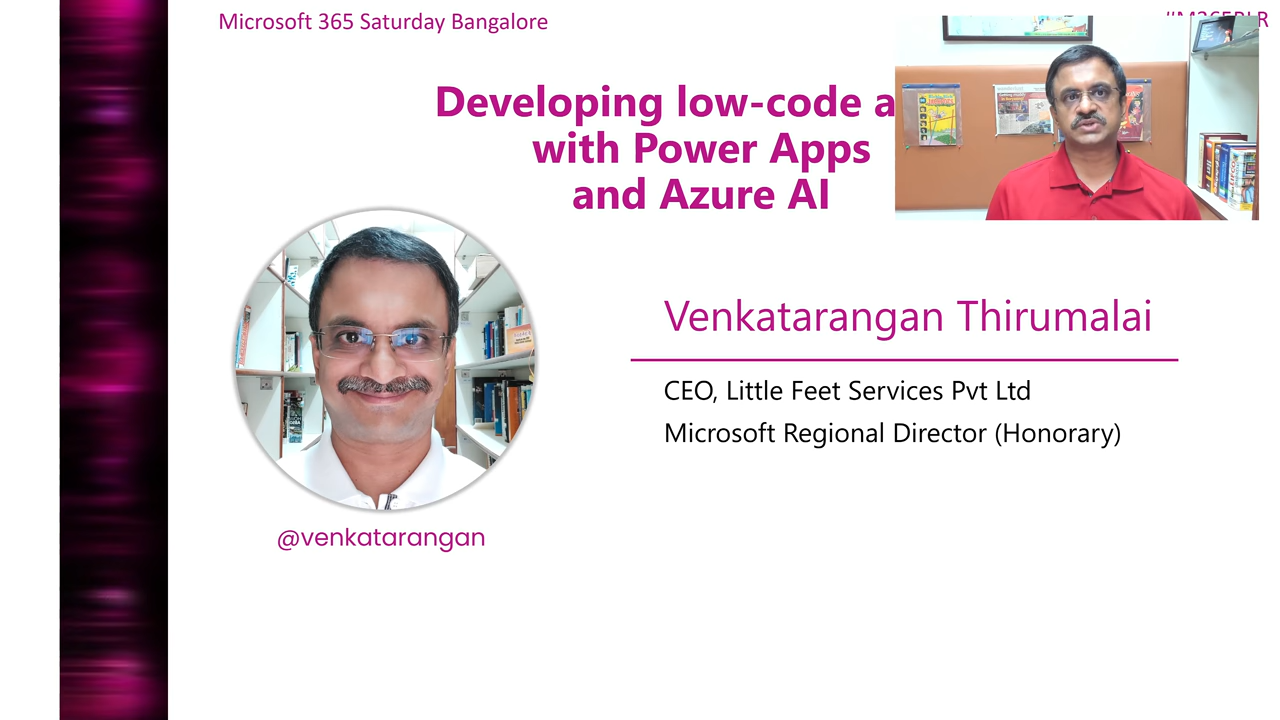 Microsoft 365 Saturday Bangalore
Developing low-code a
with Power Apps
and Azure AI
Venkatarangan Thirumalai
CEO, Little Feet Services Pvt Ltd
Microsoft Regional Director (Honorary)
@venkatarangan